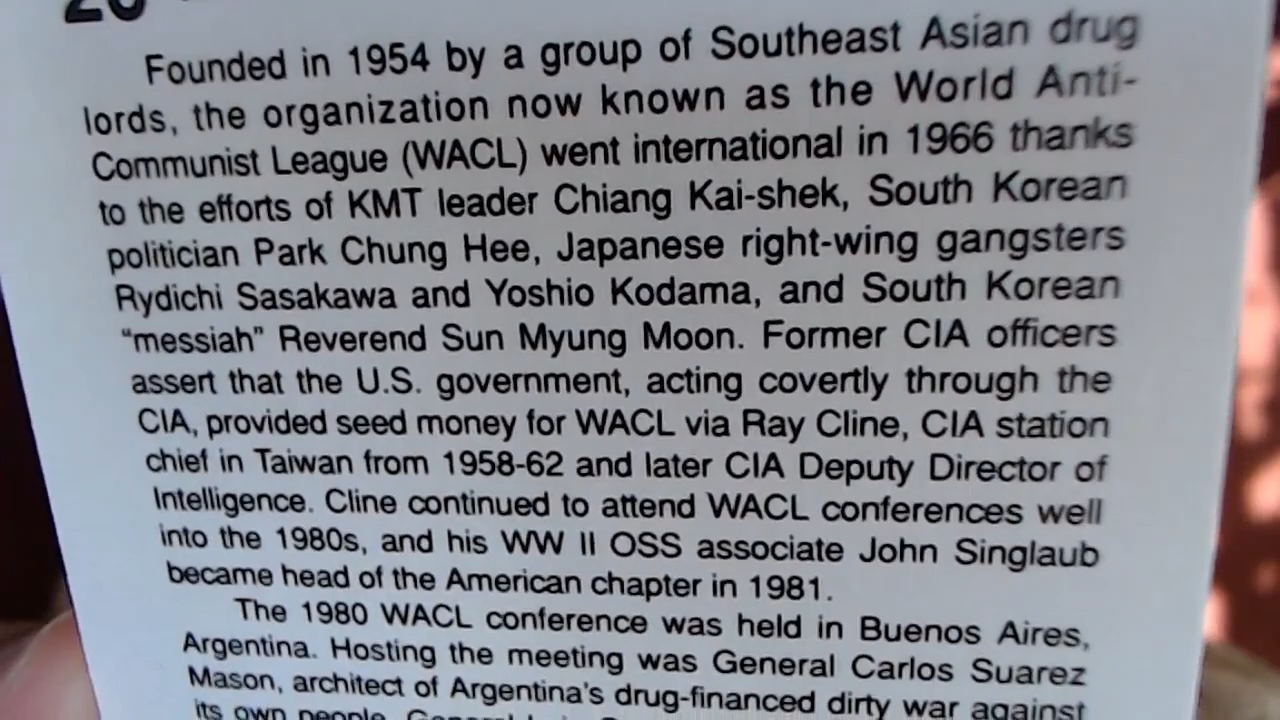 Founded in 1954 by a group of Southeast Asian drug
lords, the organization now known as the World Anti-
Communist League (WACL) went international in 1966 thanks
to the efforts of KMT leader Chiang Kai-shek, South Korean
politician Park Chung Hee, Japanese right-wing gangsters
Rydichi Sasakawa and Yoshio Kodama, and South Korean
“messiah” Reverend Sun Myung Moon. Former CIA officers
assert that the U.S. government, acting covertly through the
CIA, provided seed money for WACL via Ray Cline, CIA station
chief in Taiwan from 1958-62 and later CIA Deputy Director of
Intelligence. Cline continued to attend WACL conferences well
into the 1980s, and his WW II OSS associate John Singlaub
became head of the American chapter in 1981.
The 1980 WACL conference was held in Buenos Aires,
Argentina. Hosting the meeting was General Carlos Suarez
Mason, architect of Argentina's drug-financed dirty war against
its own people.